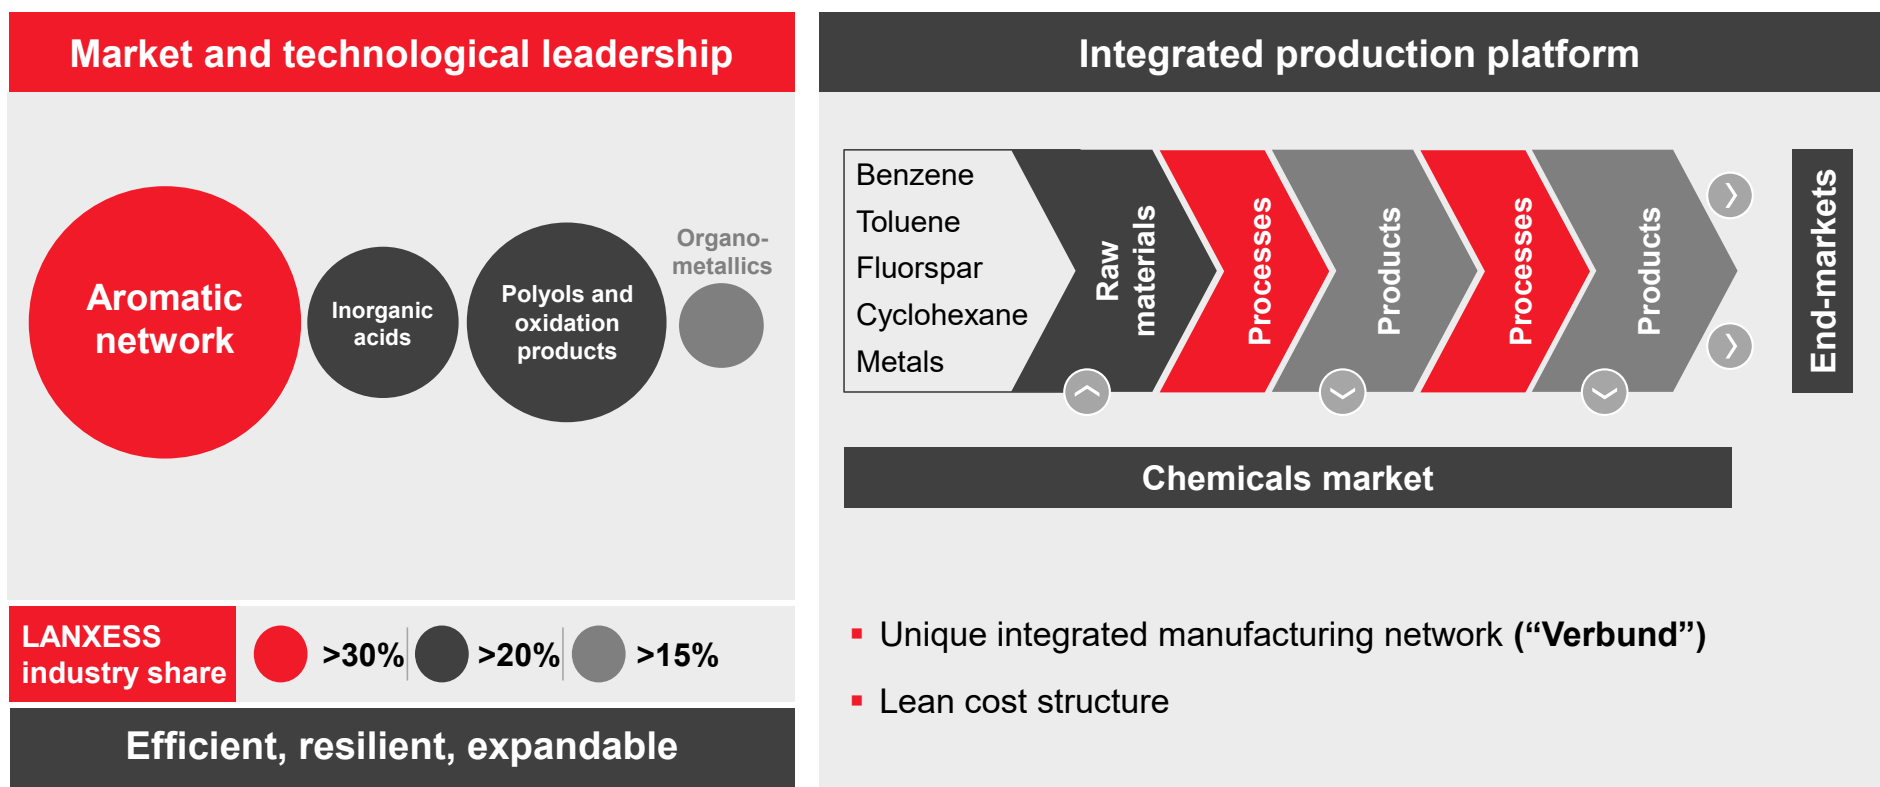 Market and technological leadership
Aromatic
network
Inorganic
acids
Polyols and
oxidation
products
Organo-
metallics
LANXESS
industry share
>30%
>20%
>15%
Efficient, resilient, expandable
Integrated production platform
Benzene
Toluene
Fluorspar
Cyclohexane
Metals
Raw
materials
Processes
Products
Processes
Products
End-markets
Chemicals market
▪ Unique integrated manufacturing network (“Verbund”)
▪ Lean cost structure